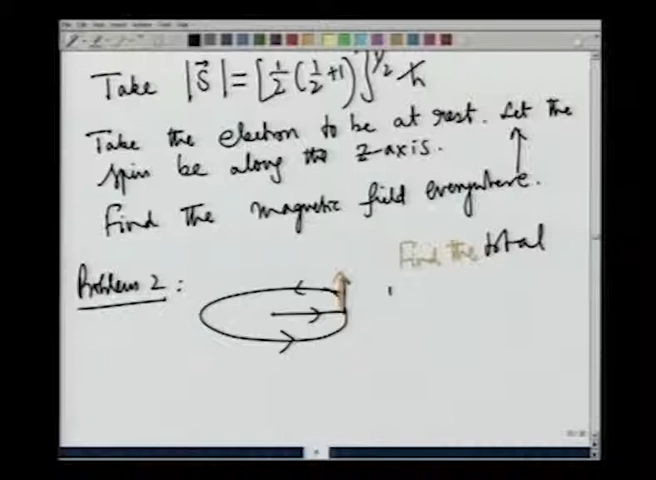 Take |S⃗| = [½(½+1)]^{1/2} ħ
Take the electron to be at rest. Let the
spin be along the z-axis.
Find the magnetic field everywhere.
Find the total
Problem 2 :